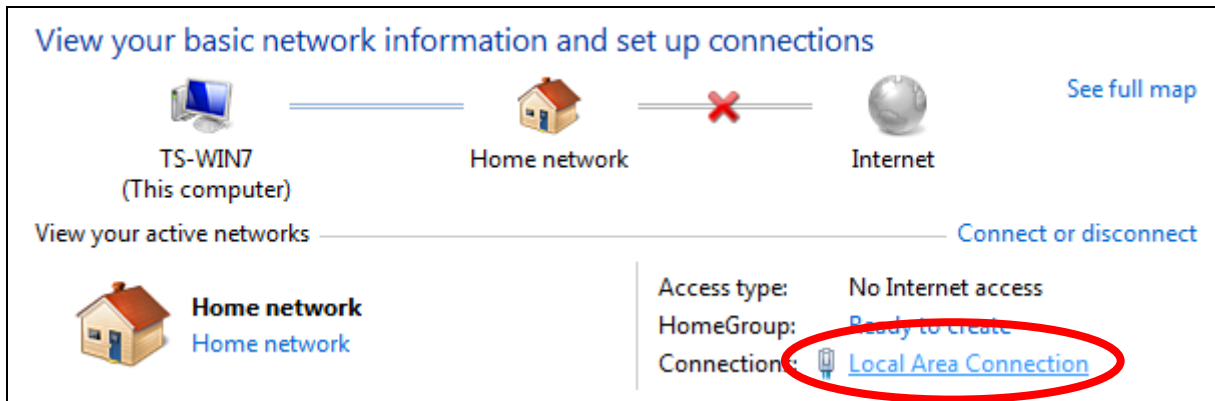 View your basic network information and set up connections
See full map
TS-WIN7
(This computer)
Home network
Internet
View your active networks
Connect or disconnect
Home network
Home network
Access type: No Internet access
HomeGroup: Ready to create
Connections: Local Area Connection